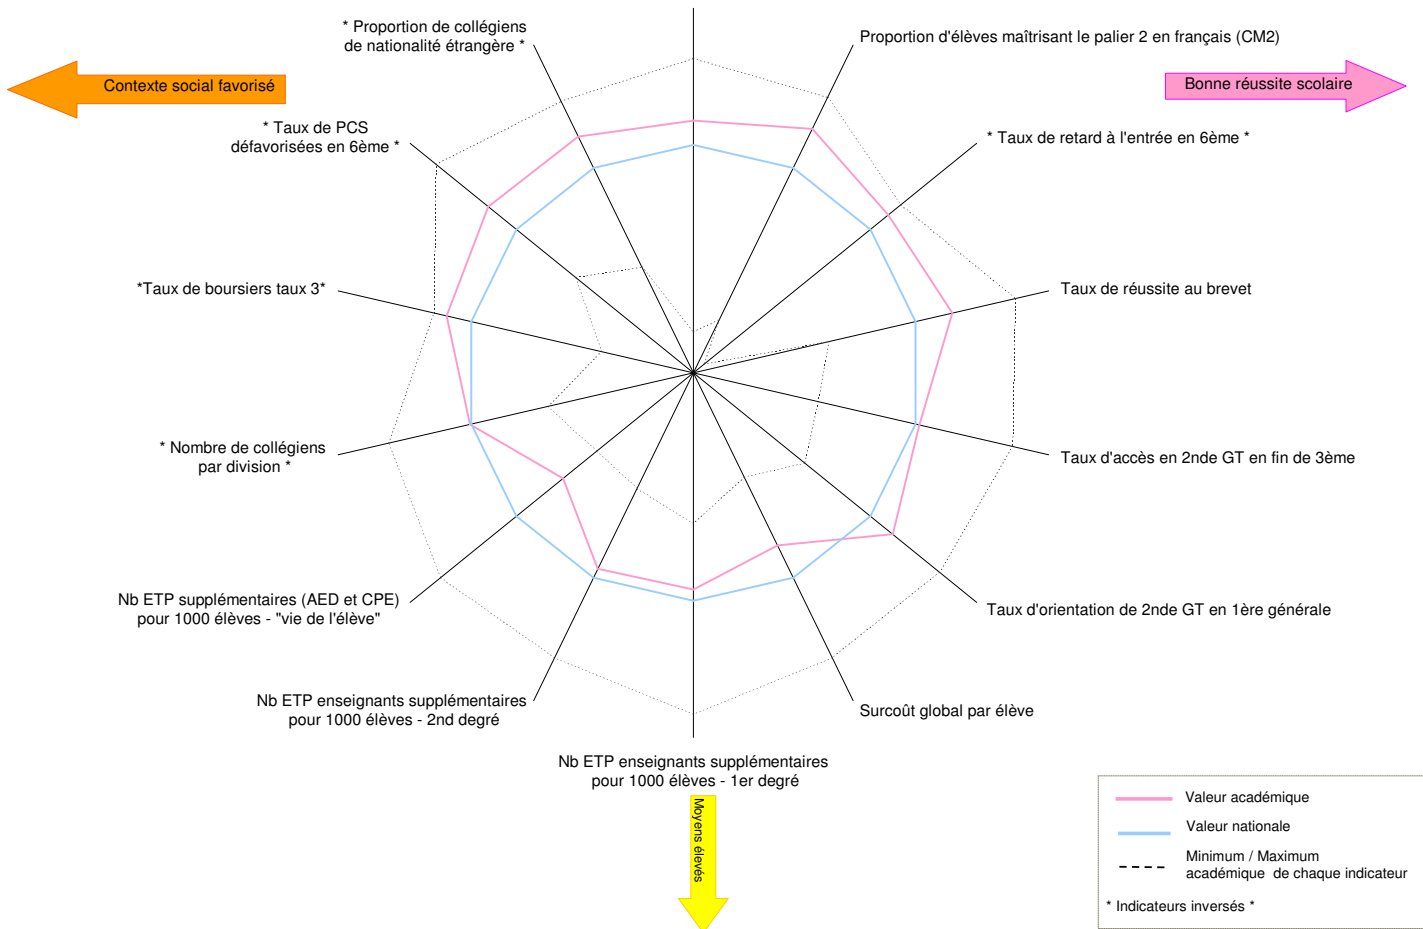 * Proportion de collégiens
de nationalité étrangère *
Proportion d'élèves maîtrisant le palier 2 en français (CM2)
Contexte social favorisé
Bonne réussite scolaire
* Taux de PCS
défavorisées en 6ème *
* Taux de retard à l'entrée en 6ème *
*Taux de boursiers taux 3*
Taux de réussite au brevet
* Nombre de collégiens
par division *
Taux d'accès en 2nde GT en fin de 3ème
Nb ETP supplémentaires (AED et CPE)
pour 1000 élèves - "vie de l'élève"
Taux d'orientation de 2nde GT en 1ère générale
Nb ETP enseignants supplémentaires
pour 1000 élèves - 2nd degré
Surcoût global par élève
Nb ETP enseignants supplémentaires
pour 1000 élèves - 1er degré
Moyens élevés
Valeur académique
Valeur nationale
Minimum / Maximum
académique de chaque indicateur
* Indicateurs inversés *